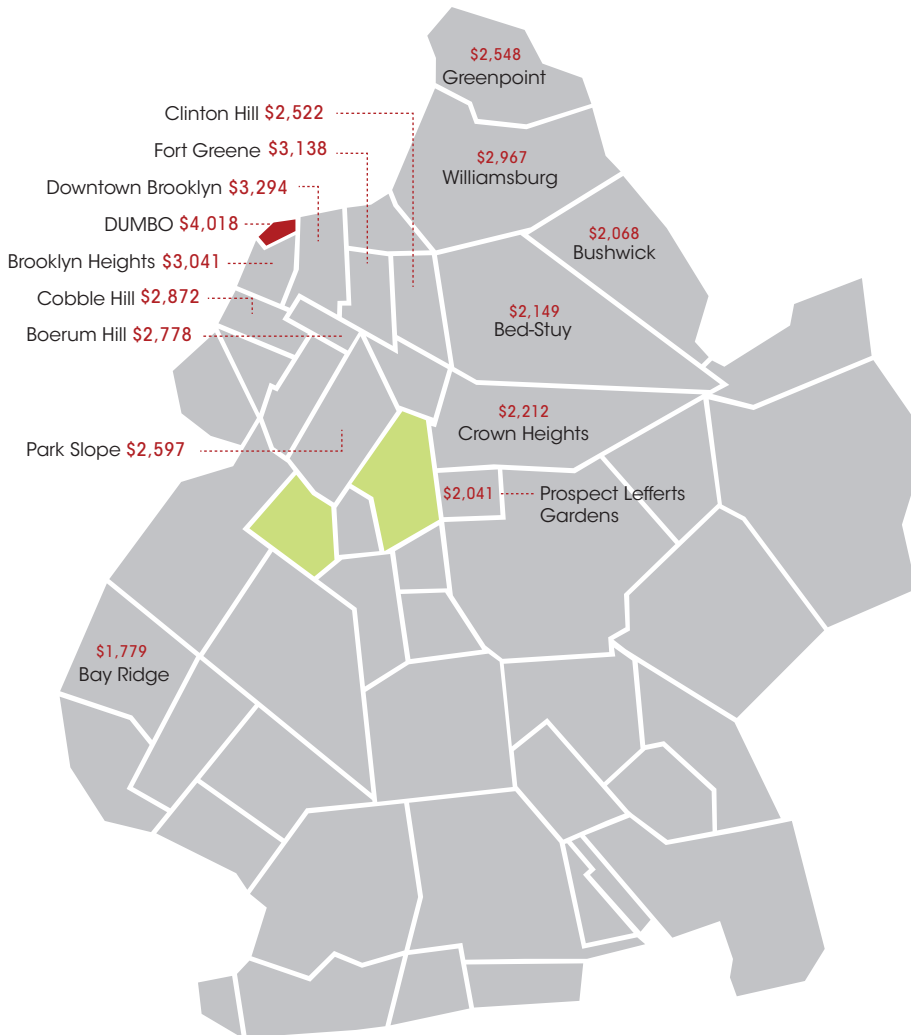 $2,548
Greenpoint
Clinton Hill $2,522
Fort Greene $3,138
$2,967
Williamsburg
Downtown Brooklyn $3,294
DUMBO $4,018
$2,068
Bushwick
Brooklyn Heights $3,041
Cobble Hill $2,872
$2,149
Bed-Stuy
Boerum Hill $2,778
$2,212
Crown Heights
Park Slope $2,597
$2,041 Prospect Lefferts
Gardens
$1,779
Bay Ridge